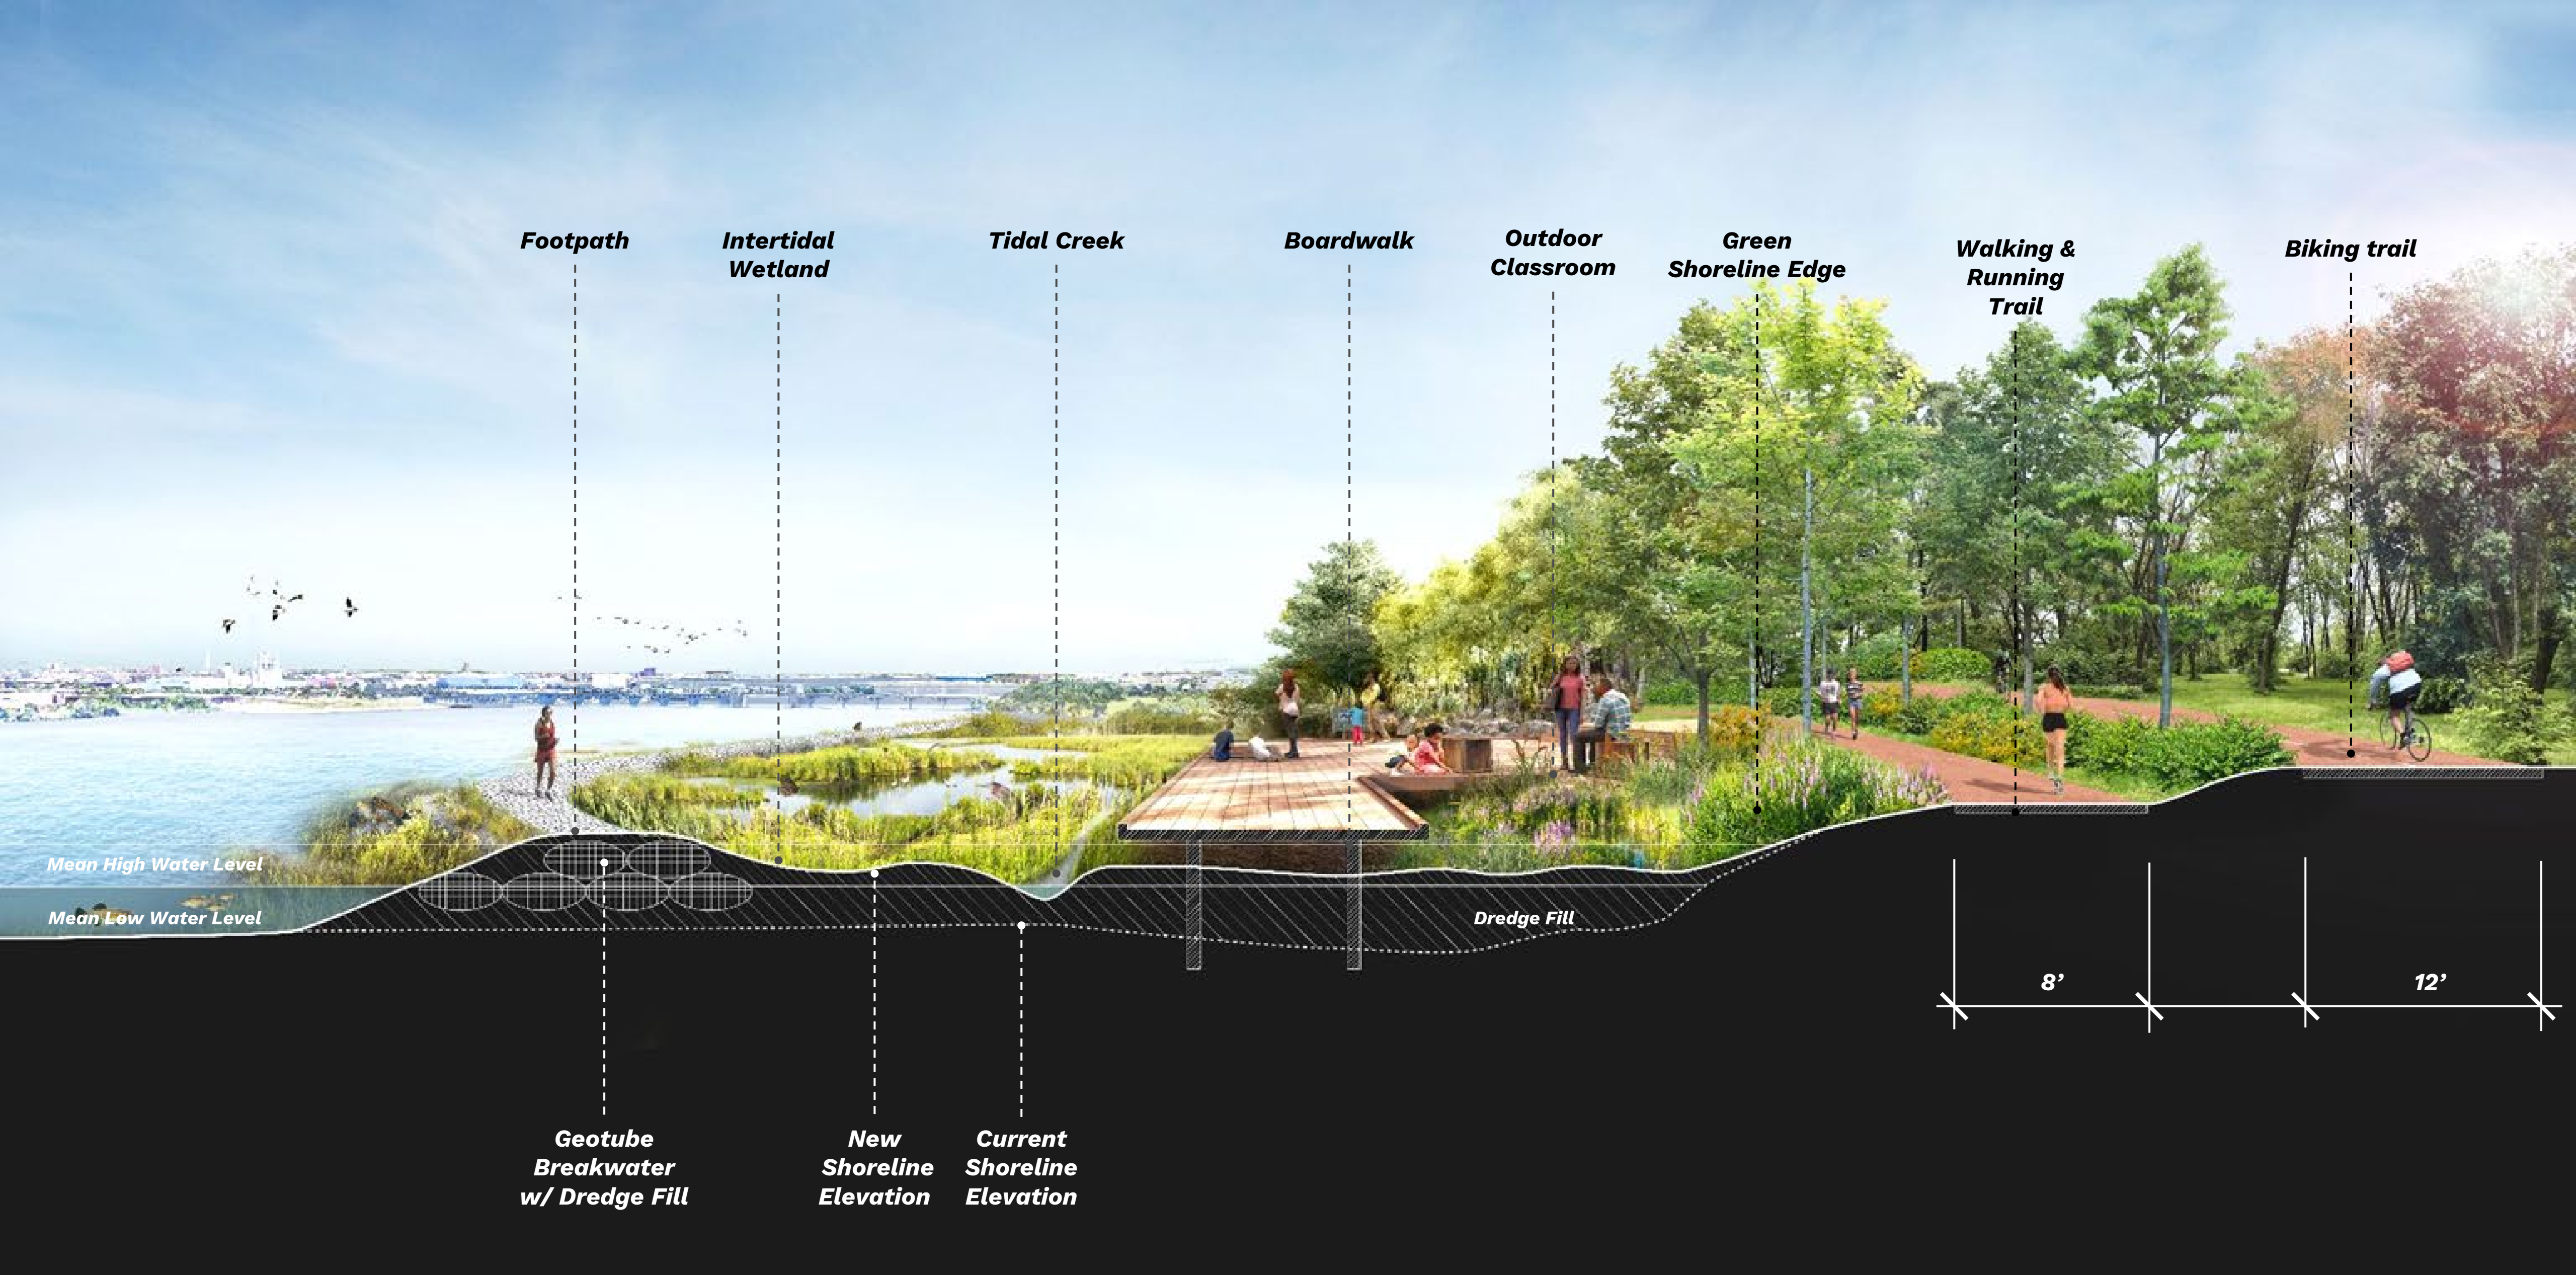 Footpath
Intertidal
Wetland
Tidal Creek
Boardwalk
Outdoor
Classroom
Green
Shoreline Edge
Walking &
Running
Trail
Biking trail
Mean High Water Level
Mean Low Water Level
Dredge Fill
8’
12’
Geotube
Breakwater
w/ Dredge Fill
New
Shoreline
Elevation
Current
Shoreline
Elevation